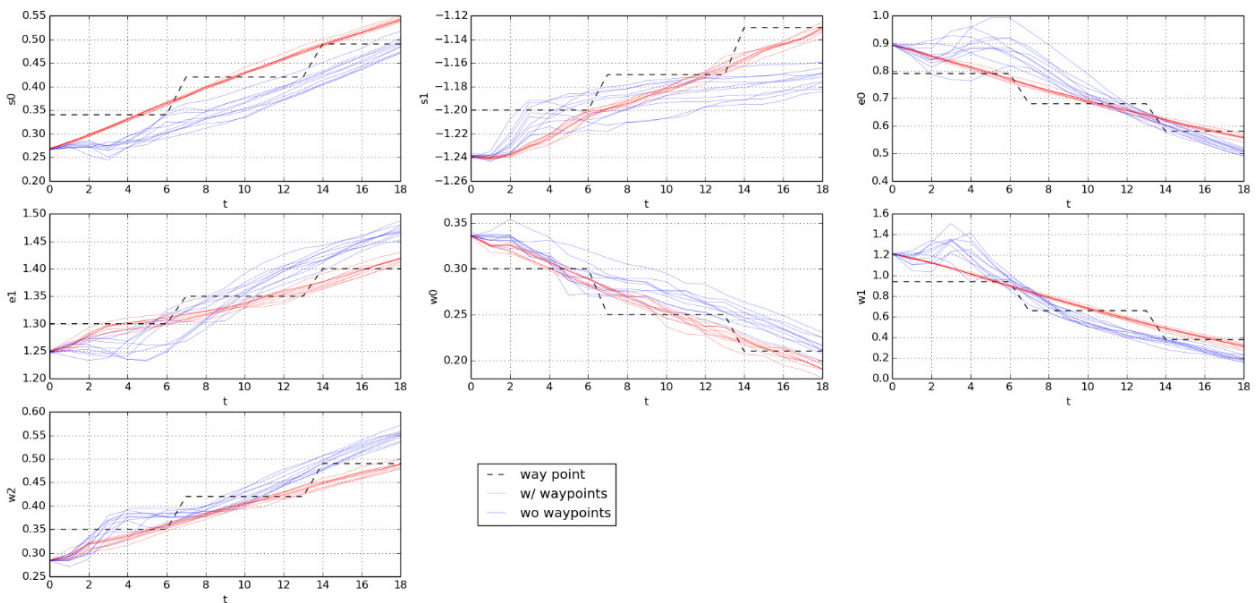 0.55
0.50
0.45
0.40
0.35
0.30
0.25
0.20
s0
0 2 4 6 8 10 12 14 16 18
t
−1.12
−1.14
−1.16
−1.18
−1.20
−1.22
−1.24
−1.26
s1
0 2 4 6 8 10 12 14 16 18
t
1.0
0.9
0.8
0.7
0.6
0.5
0.4
e0
0 2 4 6 8 10 12 14 16 18
t
1.50
1.45
1.40
1.35
1.30
1.25
1.20
e1
0 2 4 6 8 10 12 14 16 18
t
0.35
0.30
0.25
0.20
w0
0 2 4 6 8 10 12 14 16 18
t
1.6
1.4
1.2
1.0
0.8
0.6
0.4
0.2
0.0
w1
0 2 4 6 8 10 12 14 16 18
t
0.60
0.55
0.50
0.45
0.40
0.35
0.30
0.25
w2
0 2 4 6 8 10 12 14 16 18
t
way point
w/ waypoints
wo waypoints